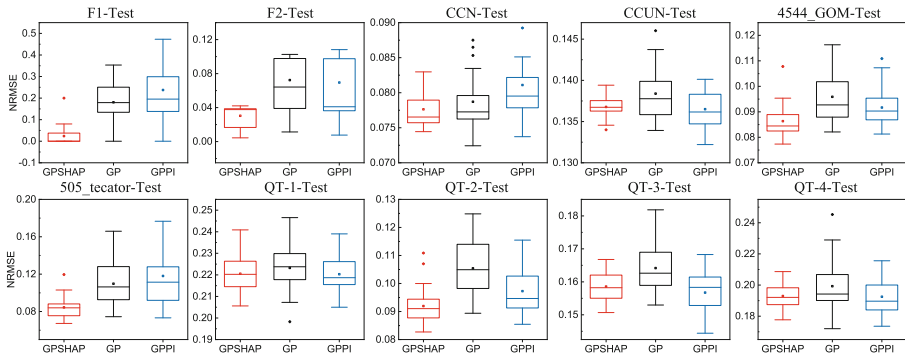 F1-Test
F2-Test
CCN-Test
CCUN-Test
4544_GOM-Test
NRMSE
0.5
0.4
0.3
0.2
0.1
0.0
-0.1
0.12
0.08
0.04
0.00
0.090
0.085
0.080
0.075
0.070
0.145
0.140
0.135
0.130
0.12
0.11
0.10
0.09
0.08
0.07
GPSHAP GP GPPI
GPSHAP GP GPPI
GPSHAP GP GPPI
GPSHAP GP GPPI
GPSHAP GP GPPI
505_tecator-Test
QT-1-Test
QT-2-Test
QT-3-Test
QT-4-Test
NRMSE
0.20
0.16
0.12
0.08
0.25
0.24
0.23
0.22
0.21
0.20
0.19
0.13
0.12
0.11
0.10
0.09
0.08
0.18
0.17
0.16
0.15
0.24
0.22
0.20
0.18
GPSHAP GP GPPI
GPSHAP GP GPPI
GPSHAP GP GPPI
GPSHAP GP GPPI
GPSHAP GP GPPI